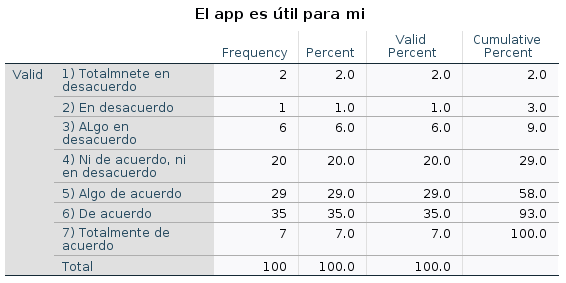 El app es útil para mi
Frequency Percent Valid Percent Cumulative Percent
Valid 1) Totalmnete en desacuerdo 2 2.0 2.0 2.0
2) En desacuerdo 1 1.0 1.0 3.0
3) ALgo en desacuerdo 6 6.0 6.0 9.0
4) Ni de acuerdo, ni en desacuerdo 20 20.0 20.0 29.0
5) Algo de acuerdo 29 29.0 29.0 58.0
6) De acuerdo 35 35.0 35.0 93.0
7) Totalmente de acuerdo 7 7.0 7.0 100.0
Total 100 100.0 100.0